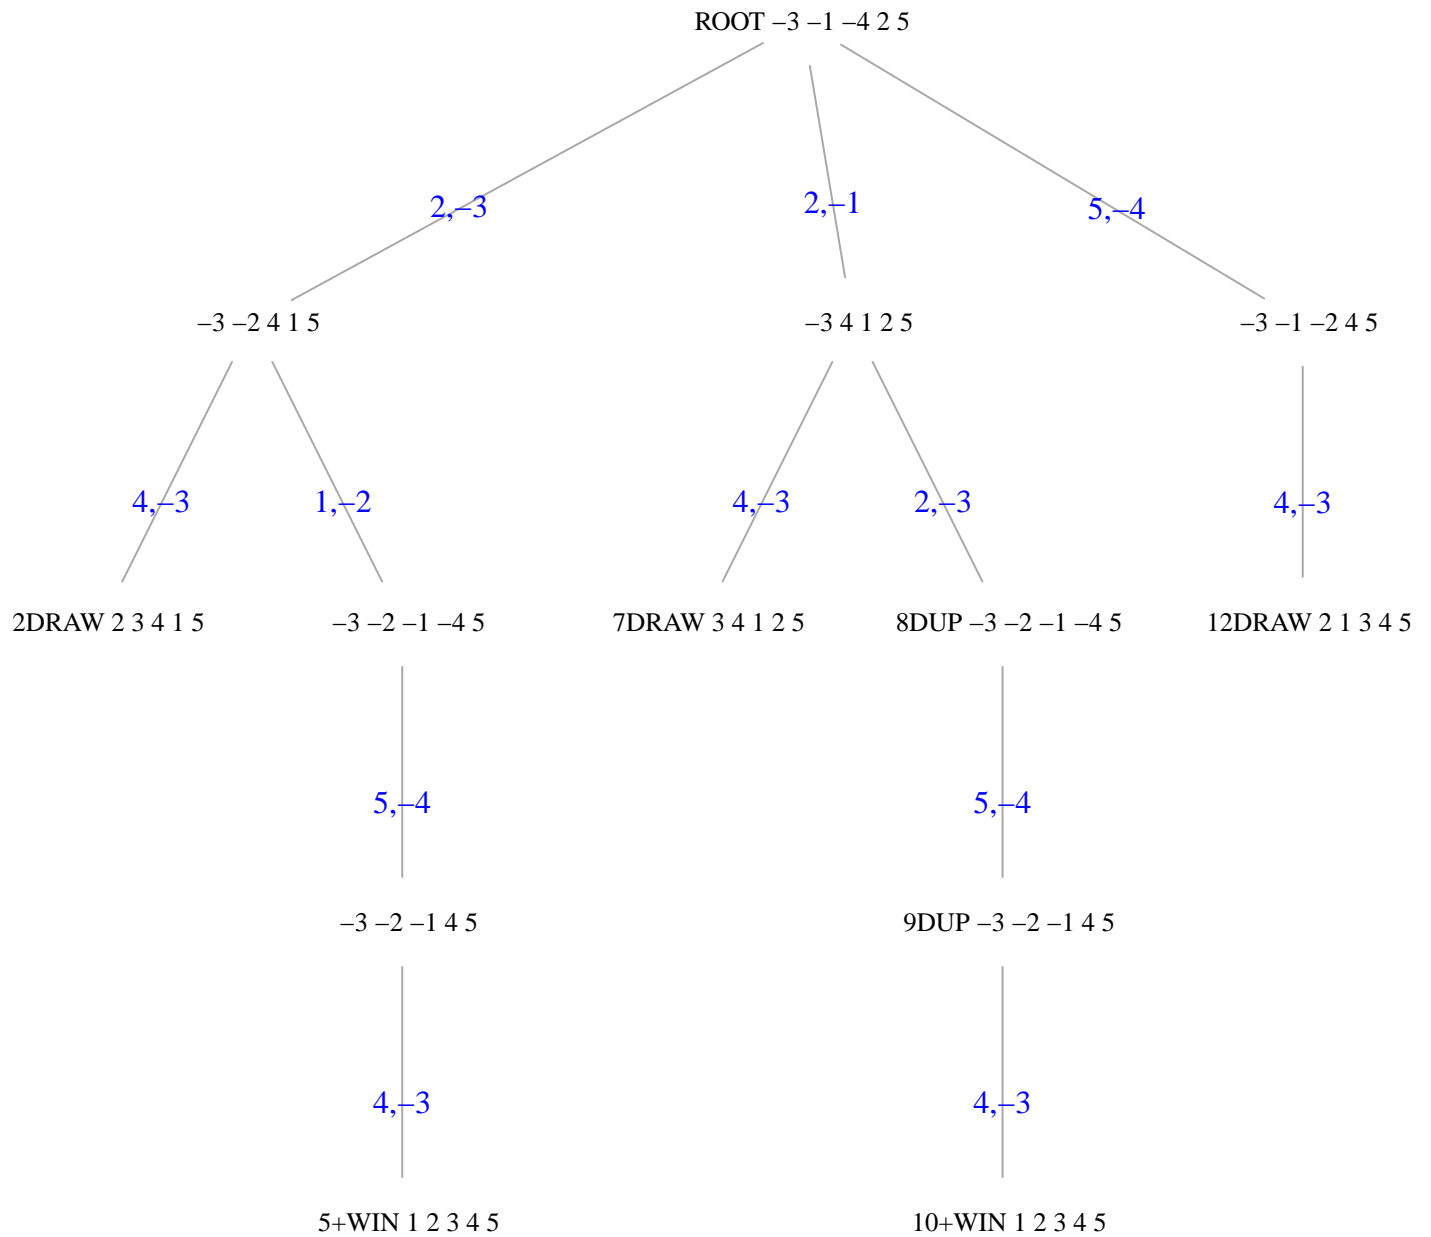 ROOT –3 –1 –4 2 5
2,–3
2,–1
5,–4
–3 –2 4 1 5
–3 4 1 2 5
–3 –1 –2 4 5
4,–3
1,–2
4,–3
2,–3
4,–3
2DRAW 2 3 4 1 5
–3 –2 –1 –4 5
7DRAW 3 4 1 2 5
8DUP –3 –2 –1 –4 5
12DRAW 2 1 3 4 5
5,–4
5,–4
–3 –2 –1 4 5
9DUP –3 –2 –1 4 5
4,–3
4,–3
5+WIN 1 2 3 4 5
10+WIN 1 2 3 4 5